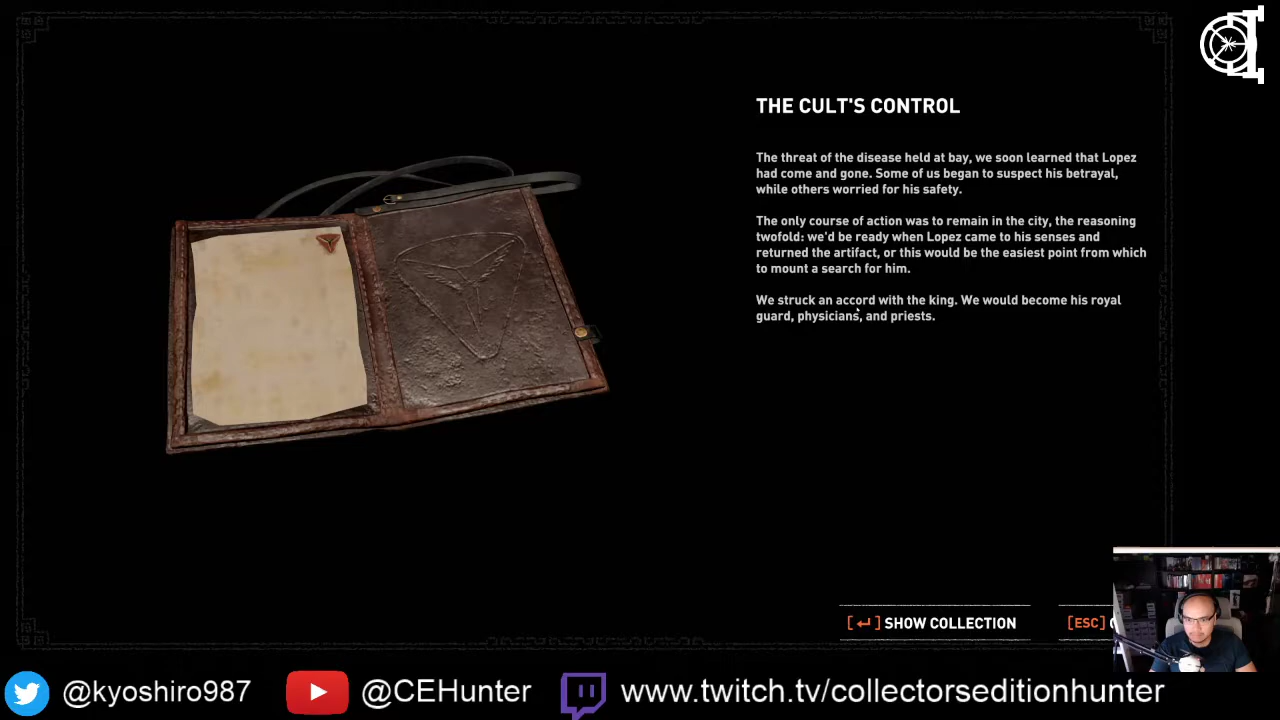 THE CULT'S CONTROL
The threat of the disease held at bay, we soon learned that Lopez
had come and gone. Some of us began to suspect his betrayal,
while others worried for his safety.
The only course of action was to remain in the city, the reasoning
twofold: we'd be ready when Lopez came to his senses and
returned the artifact, or this would be the easiest point from which
to mount a search for him.
We struck an accord with the king. We would become his royal
guard, physicians, and priests.
[↵] SHOW COLLECTION
[ESC]
@kyoshiro987
@CEHunter
www.twitch.tv/collectorseditionhunter